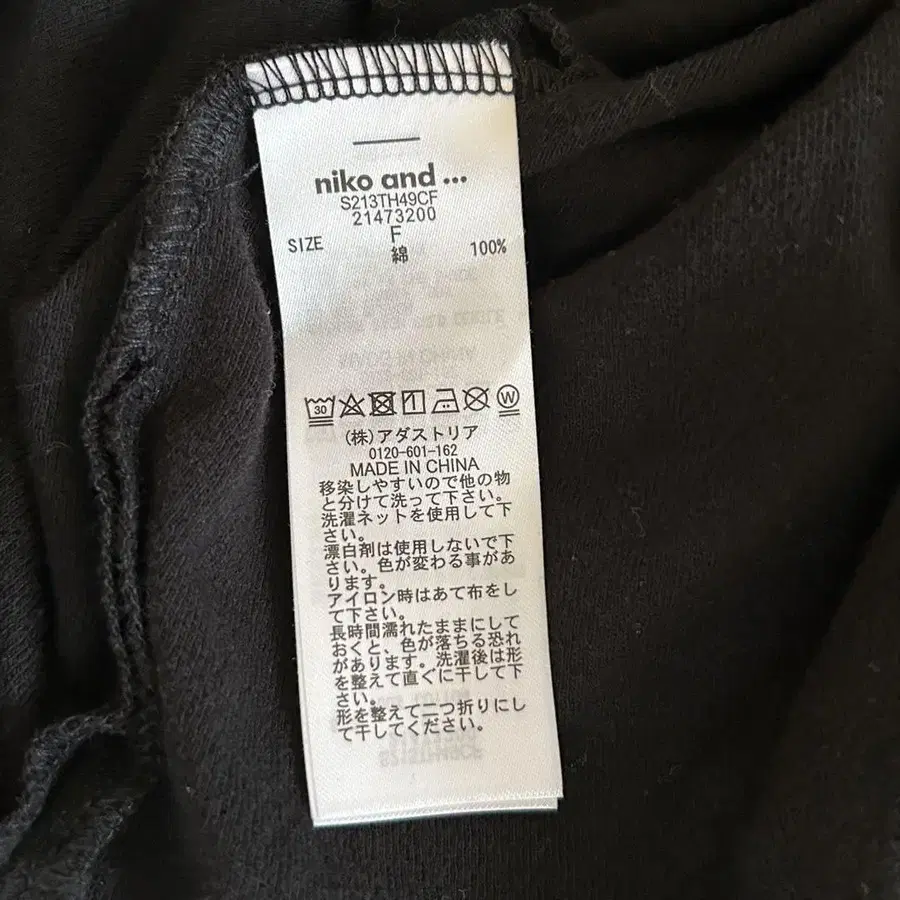 niko and ...
S213TH49CF
21473200
SIZE F
綿 100%
30
W
(株)アダストリア
0120-601-162
MADE IN CHINA
移染しやすいので他の物
と分けて洗って下さい。
洗濯ネットを使用して下
さい。
漂白剤は使用しないで下
さい。色が変わる事があ
ります。
アイロン時はあて布をし
て下さい。
長時間濡れたままにして
おくと、色が落ちる恐れ
があります。洗濯後は形
を整えて直ぐに干して下
さい。
形を整えて二つ折りにし
て干してください。